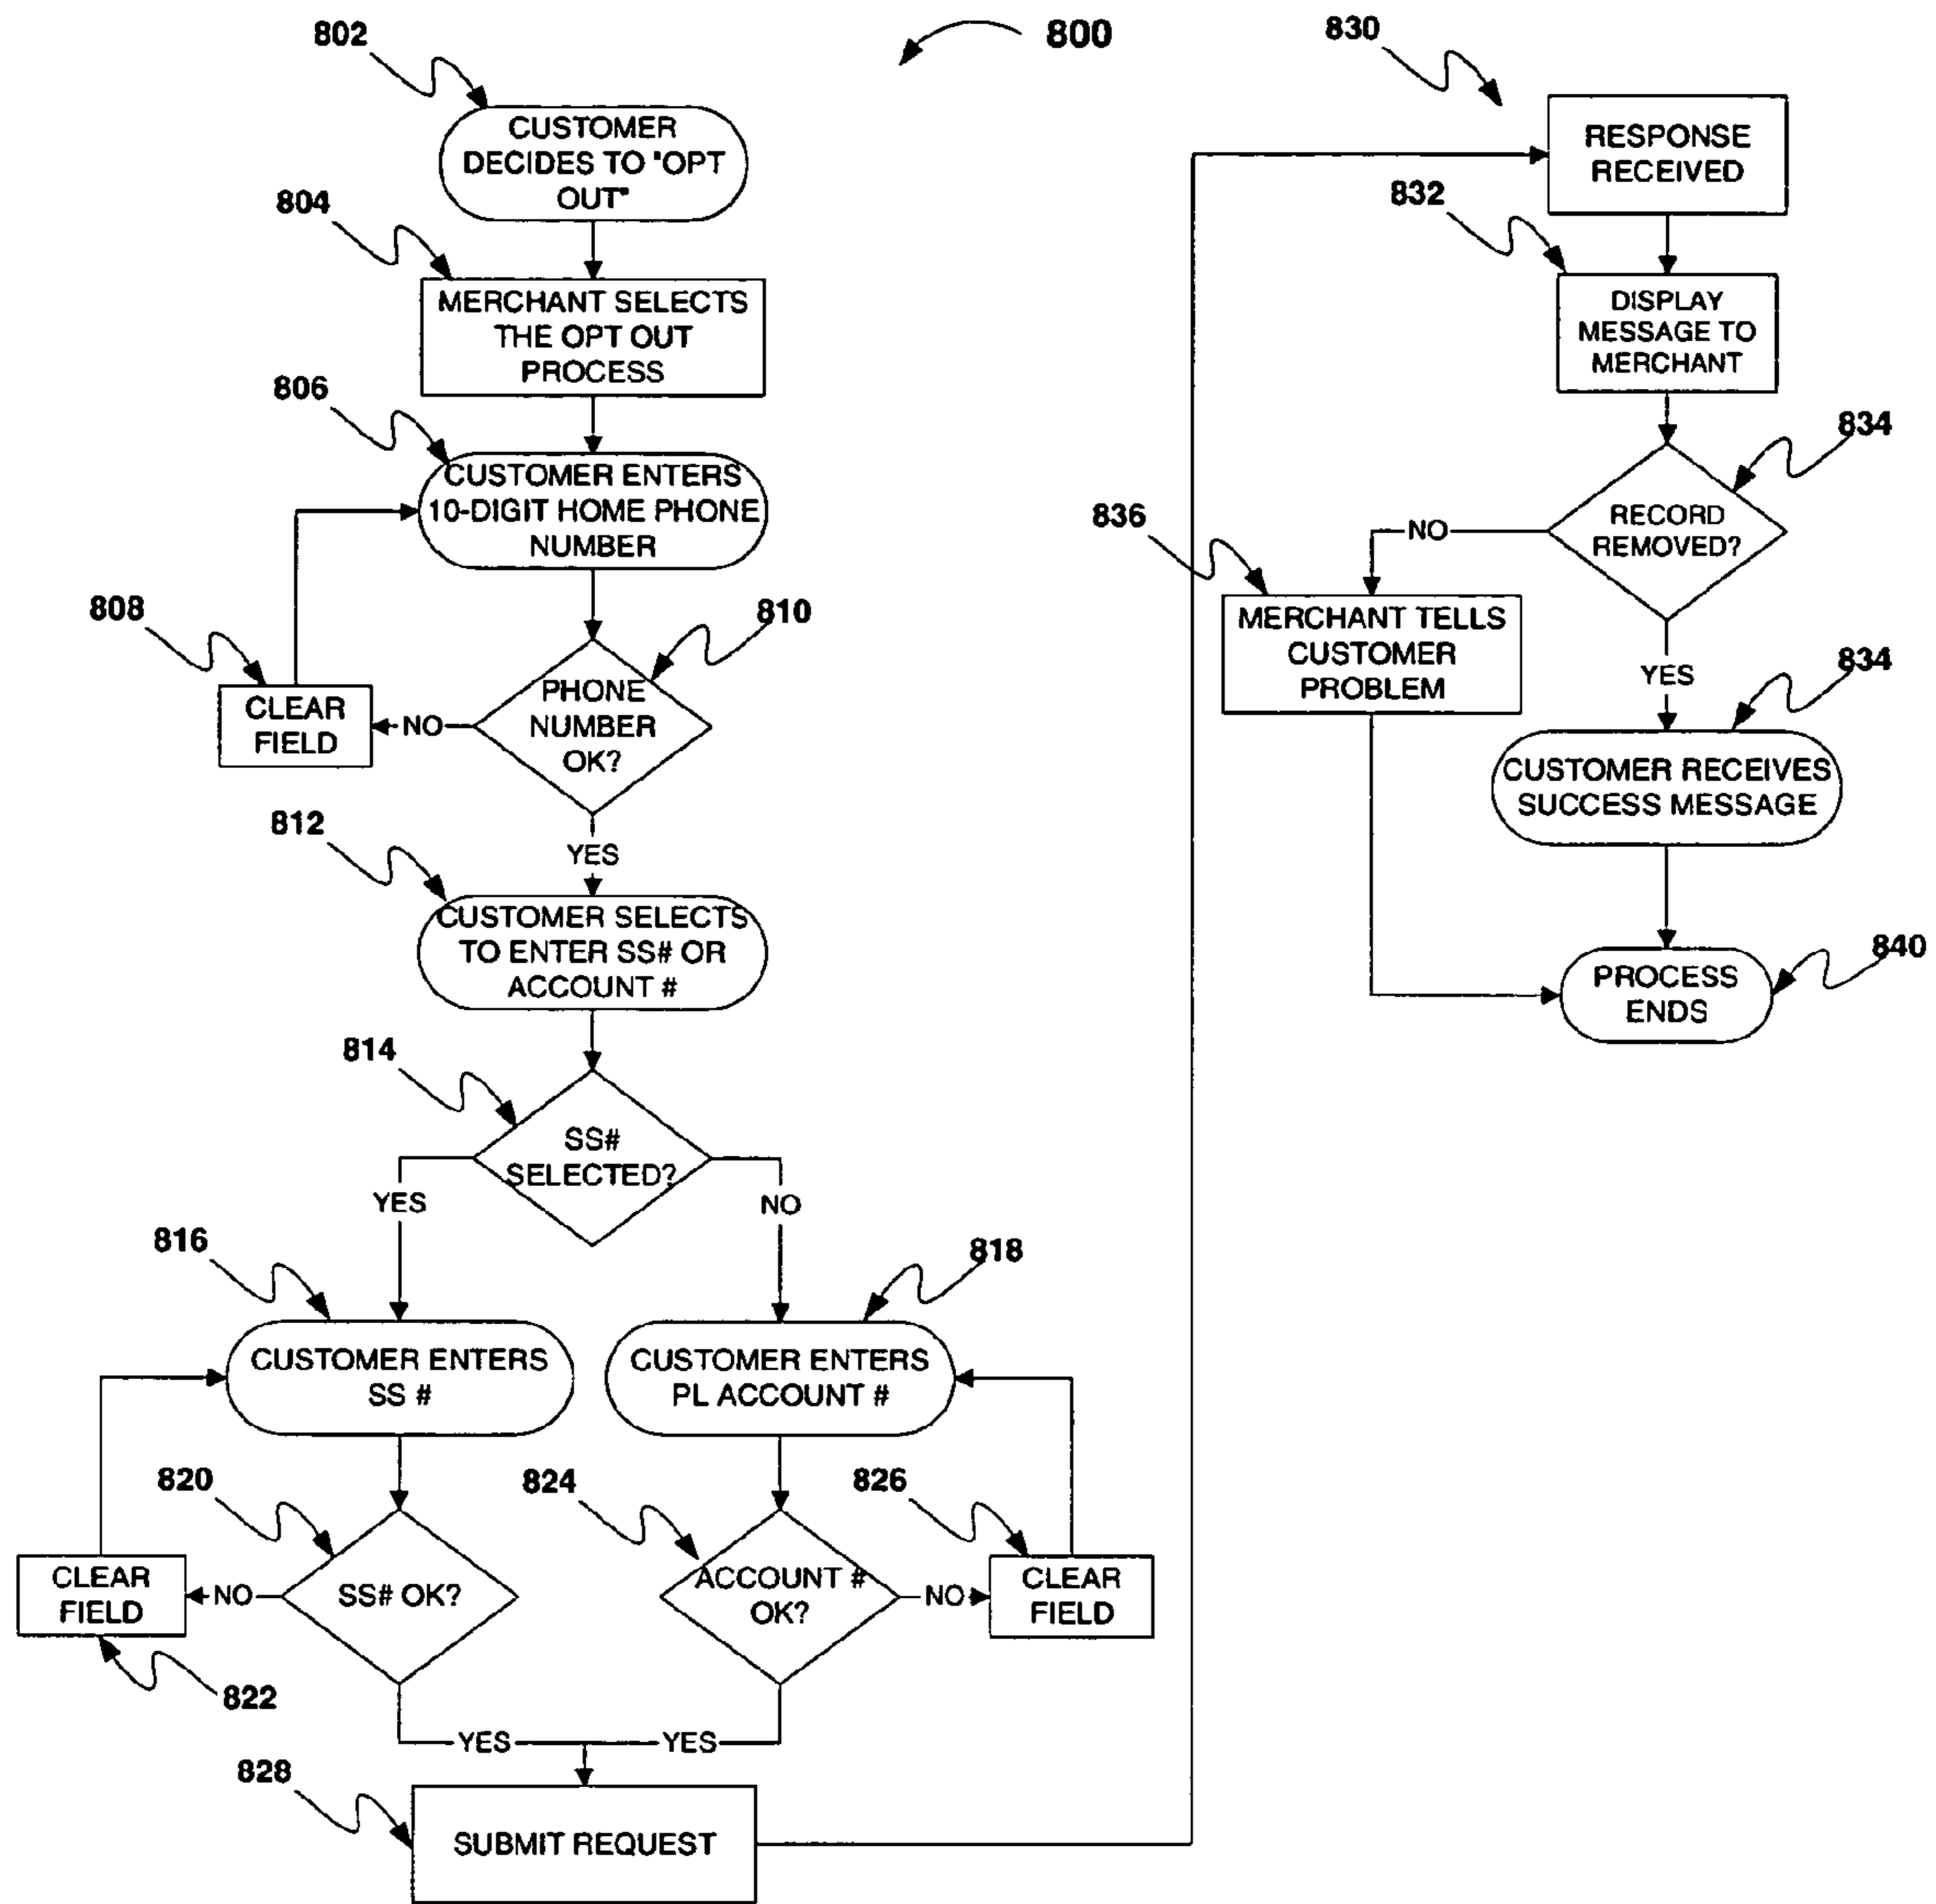 800
802
CUSTOMER
DECIDES TO "OPT
OUT"
804
MERCHANT SELECTS
THE OPT OUT
PROCESS
806
CUSTOMER ENTERS
10-DIGIT HOME PHONE
NUMBER
808
CLEAR
FIELD
810
PHONE
NUMBER
OK?
NO
YES
812
CUSTOMER SELECTS
TO ENTER SS# OR
ACCOUNT #
814
SS#
SELECTED?
YES
NO
816
CUSTOMER ENTERS
SS #
818
CUSTOMER ENTERS
PL ACCOUNT #
820
SS# OK?
NO
CLEAR
FIELD
822
824
ACCOUNT #
OK?
NO
826
CLEAR
FIELD
YES
YES
828
SUBMIT REQUEST
830
RESPONSE
RECEIVED
832
DISPLAY
MESSAGE TO
MERCHANT
834
RECORD
REMOVED?
NO
836
MERCHANT TELLS
CUSTOMER
PROBLEM
YES
834
CUSTOMER RECEIVES
SUCCESS MESSAGE
840
PROCESS
ENDS